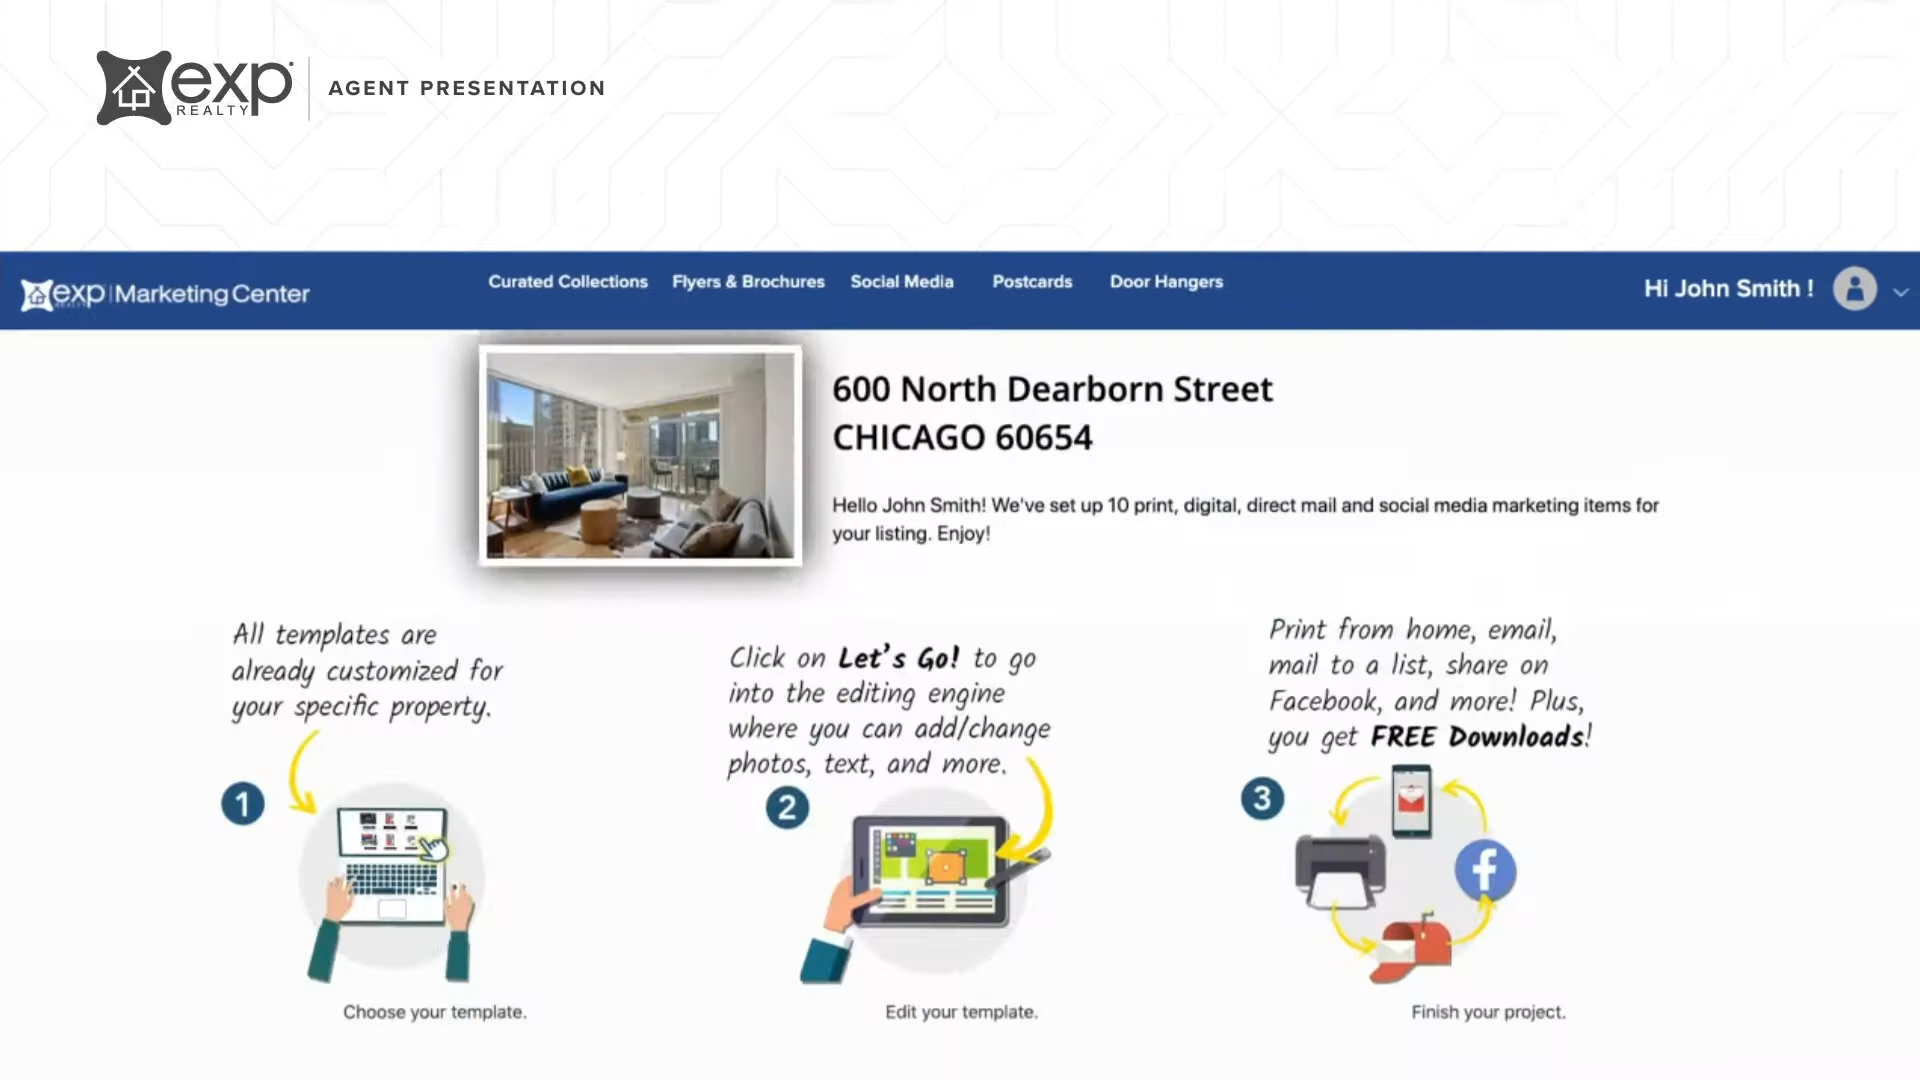 exp
REALTY
AGENT PRESENTATION
exp | Marketing Center
Curated Collections
Flyers & Brochures
Social Media
Postcards
Door Hangers
Hi John Smith !
600 North Dearborn Street
CHICAGO 60654
Hello John Smith! We've set up 10 print, digital, direct mail and social media marketing items for
your listing. Enjoy!
All templates are
already customized for
your specific property.
1
Choose your template.
Click on Let's Go! to go
into the editing engine
where you can add/change
photos, text, and more.
2
Edit your template.
Print from home, email,
mail to a list, share on
Facebook, and more! Plus,
you get FREE Downloads!
3
Finish your project.